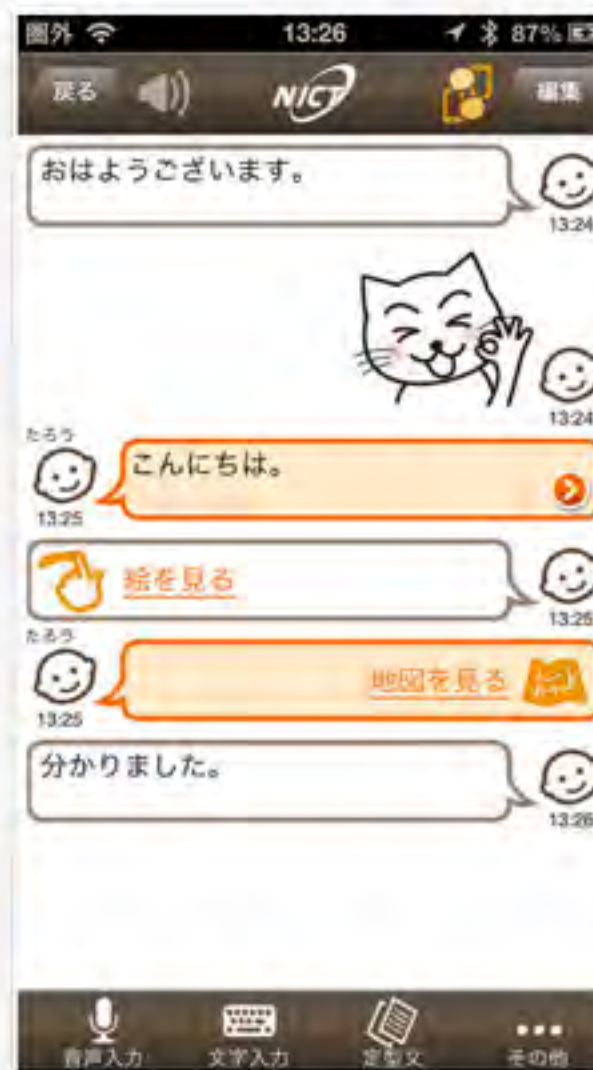 圏外 13:26 87%
戻る NICT 編集
おはようございます。
13:24
13:24
たろう
こんにちは。
13:25
絵を見る
13:25
たろう
地図を見る
13:25
分かりました。
13:26
音声入力 文字入力 定型文 その他